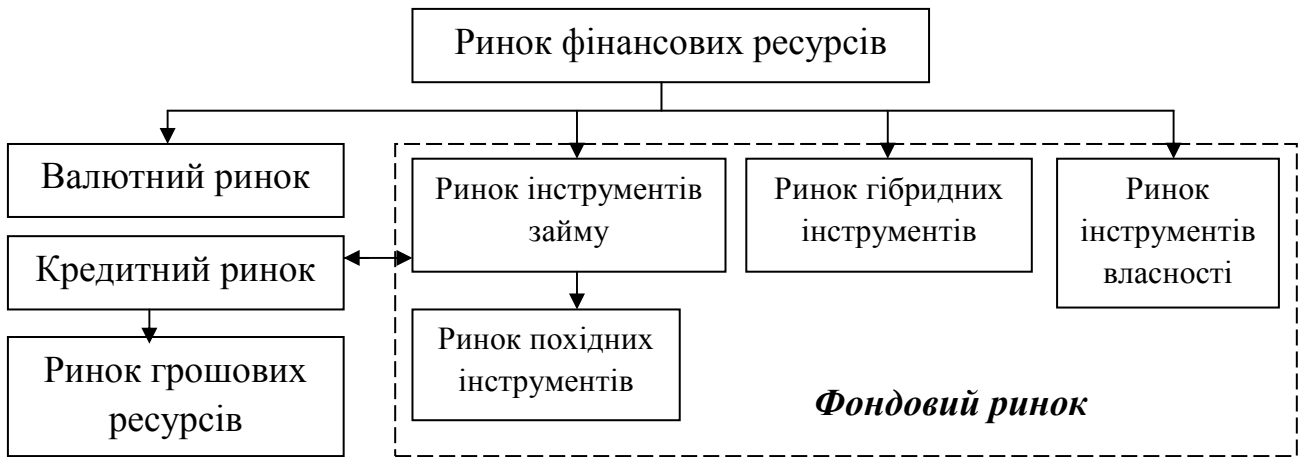 Ринок фінансових ресурсів
Валютний ринок
Кредитний ринок
Ринок грошових
ресурсів
Ринок інструментів
займу
Ринок похідних
інструментів
Ринок гібридних
інструментів
Ринок
інструментів
власності
Фондовий ринок